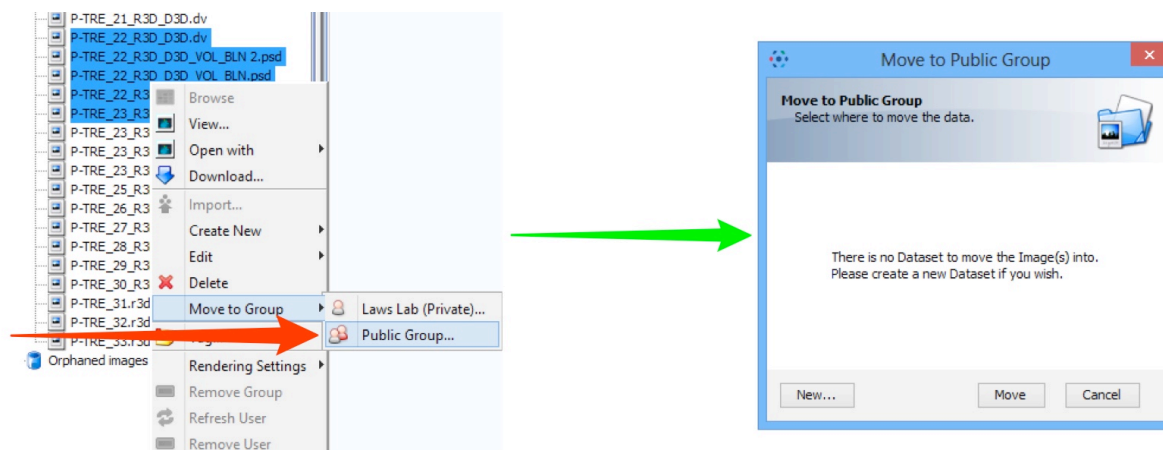 P-TRE_21_R3D_D3D.dv
P-TRE_22_R3D_D3D.dv
P-TRE_22_R3D_D3D_VOL_BLN 2.psd
P-TRE_22_R3D_D3D_VOL_BLN.psd
P-TRE_22_R3
P-TRE_23_R3
P-TRE_23_R3
P-TRE_23_R3
P-TRE_23_R3
P-TRE_25_R3
P-TRE_26_R3
P-TRE_27_R3
P-TRE_28_R3
P-TRE_29_R3
P-TRE_30_R3
P-TRE_31.r3d
P-TRE_32.r3d
P-TRE_33.r3d
Orphaned images
Browse
View...
Open with
Download...
Import...
Create New
Edit
Delete
Move to Group
Rendering Settings
Remove Group
Refresh User
Remove User
Laws Lab (Private)...
Public Group...
Move to Public Group
Move to Public Group
Select where to move the data.
There is no Dataset to move the Image(s) into.
Please create a new Dataset if you wish.
New...
Move
Cancel